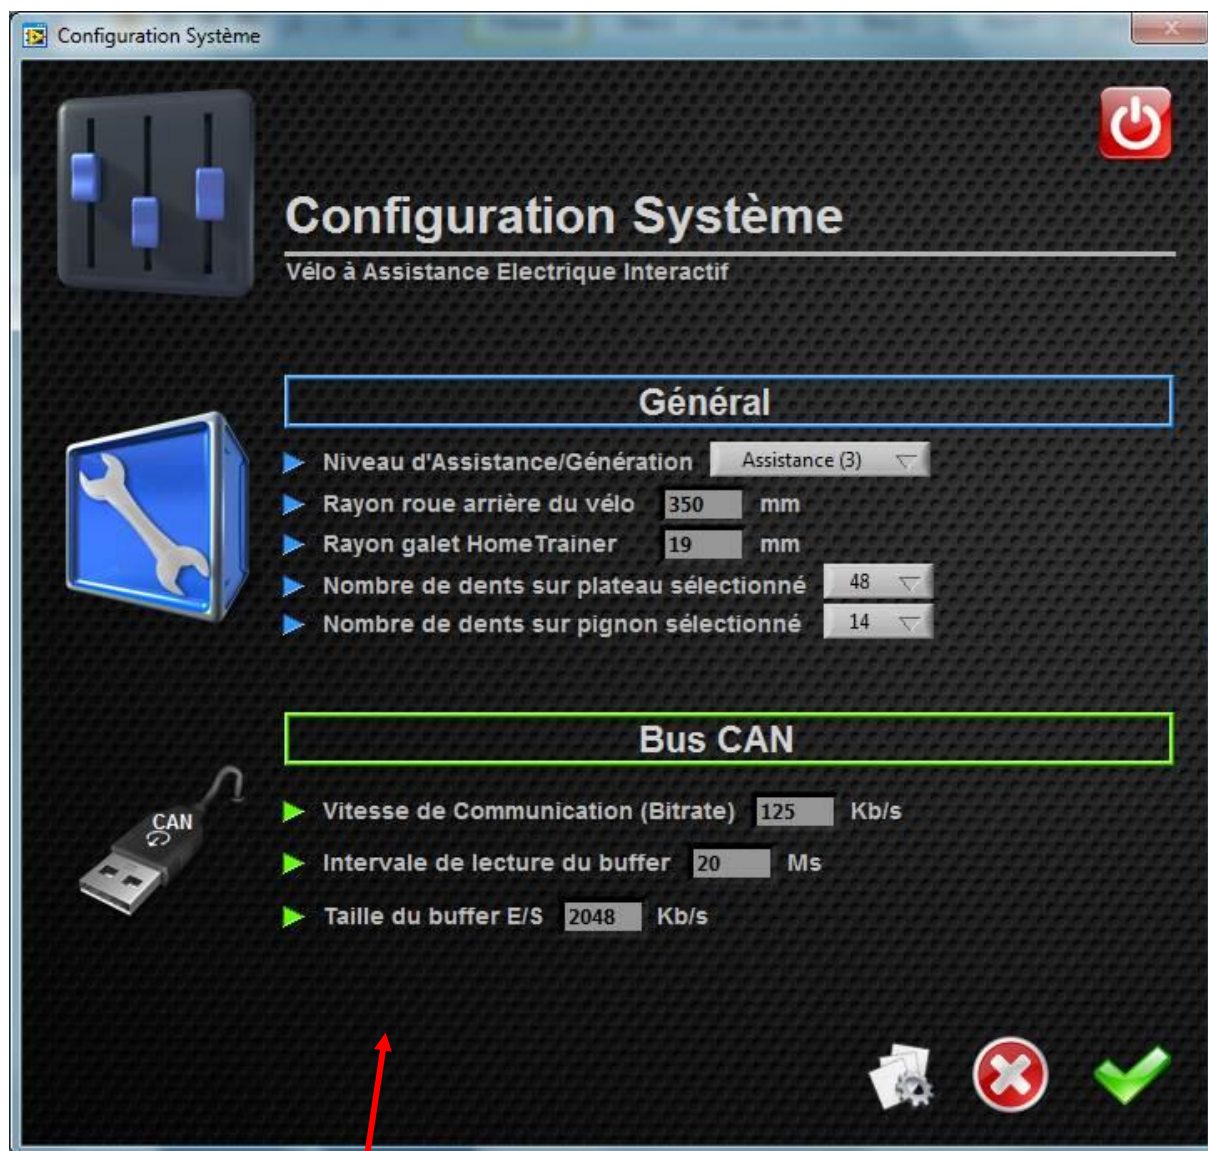 Configuration Système
Configuration Système
Vélo à Assistance Electrique Interactif
Général
Niveau d'Assistance/Génération Assistance (3)
Rayon roue arrière du vélo 350 mm
Rayon galet HomeTrainer 19 mm
Nombre de dents sur plateau sélectionné 48
Nombre de dents sur pignon sélectionné 14
Bus CAN
CAN
Vitesse de Communication (Bitrate) 125 Kb/s
Intervale de lecture du buffer 20 Ms
Taille du buffer E/S 2048 Kb/s